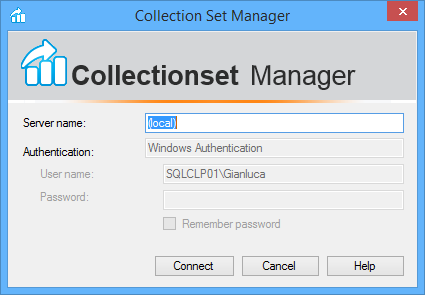 Collection Set Manager
Collectionset Manager
Server name: (local)
Authentication: Windows Authentication
User name: SQLCLP01\Gianluca
Password:
Remember password
Connect Cancel Help